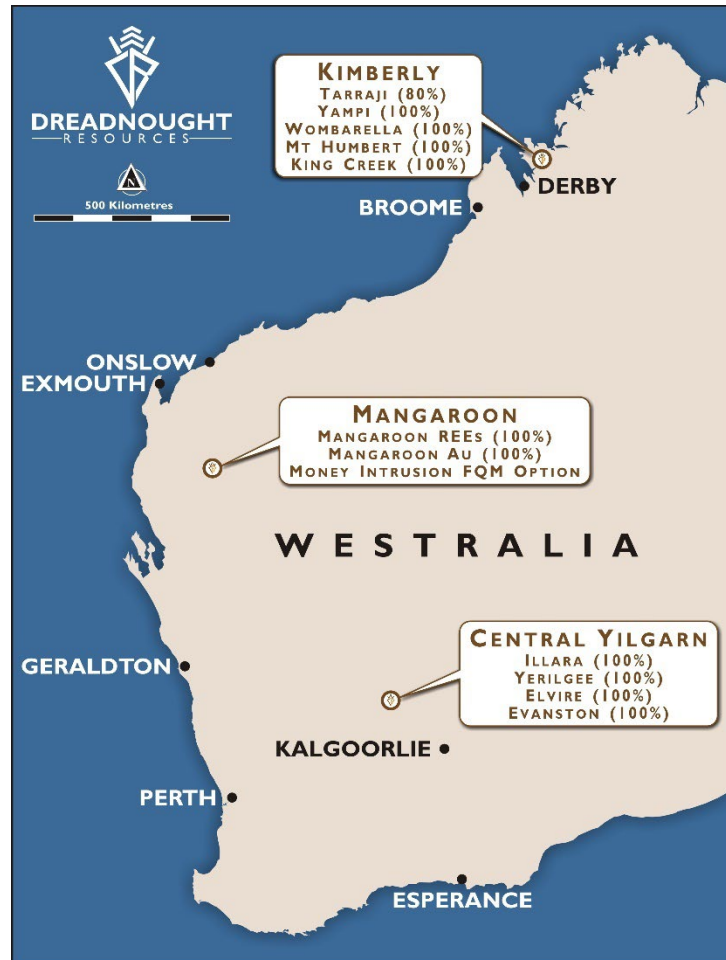 DREADNOUGHT
RESOURCES
N
500 Kilometres
KIMBERLY
TARRAJI (80%)
YAMPI (100%)
WOMBARELLA (100%)
MT HUMBERT (100%)
KING CREEK (100%)
DERBY
BROOME
ONSLOW
EXMOUTH
MANGAROON
MANGAROON REES (100%)
MANGAROON AU (100%)
MONEY INTRUSION FQM OPTION
WESTRALIA
CENTRAL YILGARN
ILLARA (100%)
YERILGEE (100%)
ELVIRE (100%)
EVANSTON (100%)
GERALDTON
KALGOORLIE
PERTH
ESPERANCE